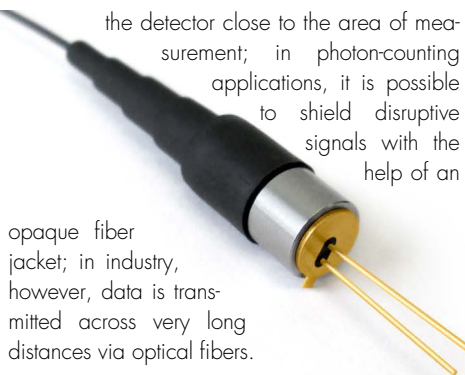 the detector close to the area of mea-
surement; in photon-counting
applications, it is possible
to shield disruptive
signals with the
help of an
opaque fiber
jacket; in industry,
however, data is trans-
mitted across very long
distances via optical fibers.